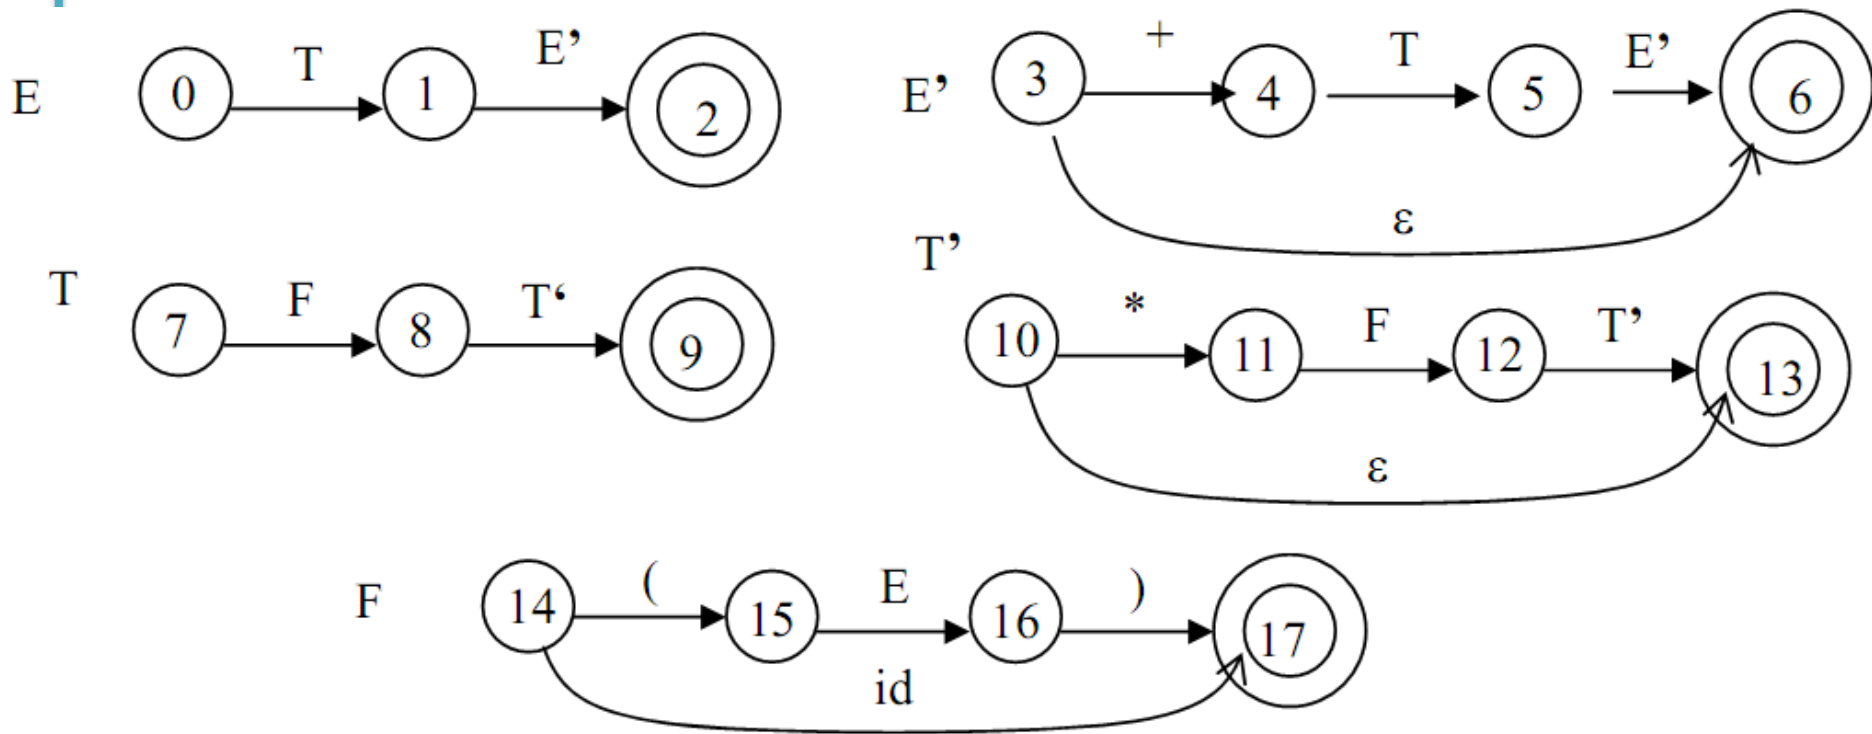 E 0 T 1 E’ 2
E’ 3 + 4 T 5 E’ 6
ε
T 7 F 8 T‘ 9
T’ 10 * 11 F 12 T’ 13
ε
F 14 ( 15 E 16 ) 17
id